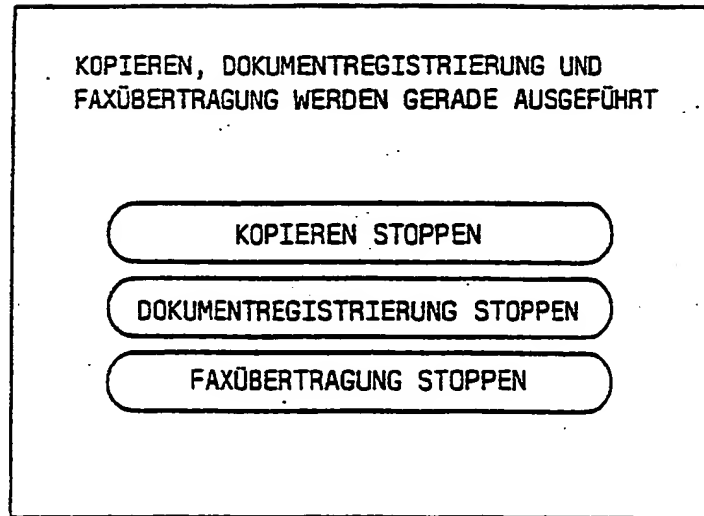 KOPIEREN, DOKUMENTREGISTRIERUNG UND
FAXÜBERTRAGUNG WERDEN GERADE AUSGEFÜHRT
KOPIEREN STOPPEN
DOKUMENTREGISTRIERUNG STOPPEN
FAXÜBERTRAGUNG STOPPEN